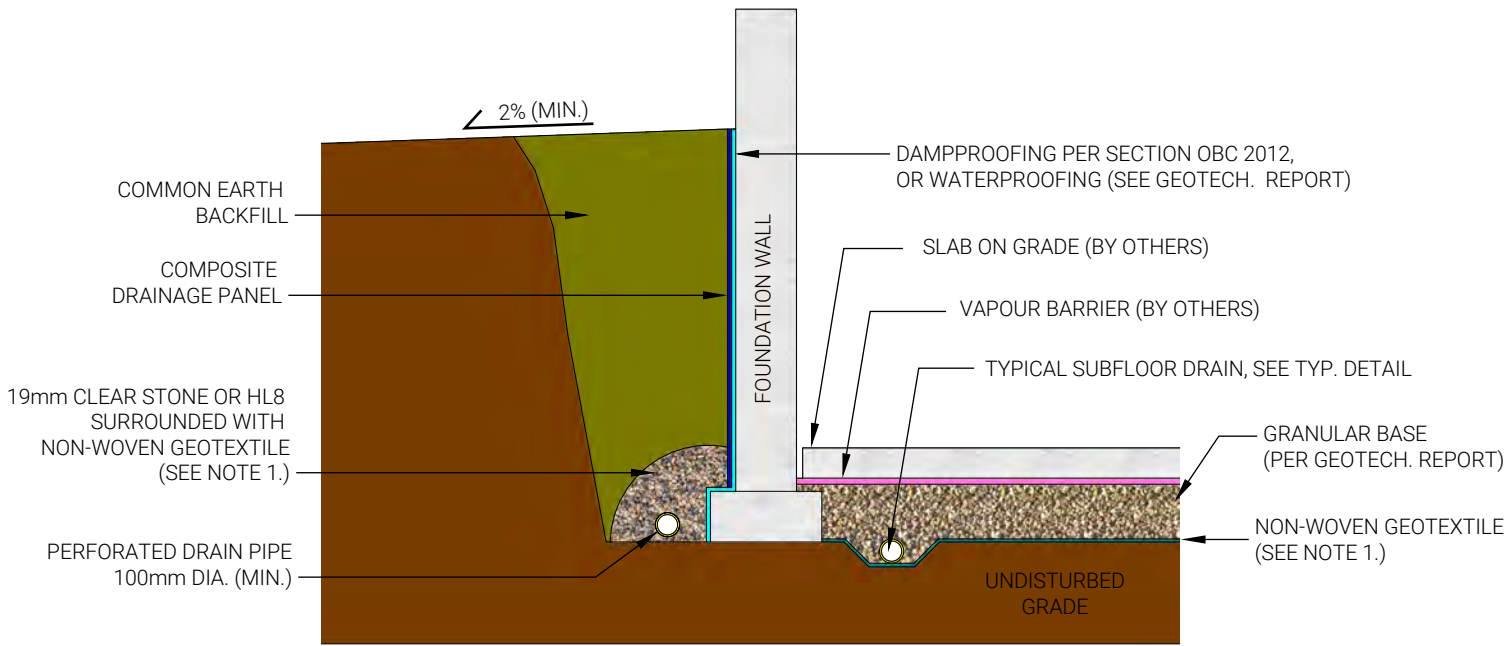 2% (MIN.)
COMMON EARTH
BACKFILL
COMPOSITE
DRAINAGE PANEL
19mm CLEAR STONE OR HL8
SURROUNDED WITH
NON-WOVEN GEOTEXTILE
(SEE NOTE 1.)
PERFORATED DRAIN PIPE
100mm DIA. (MIN.)
FOUNDATION WALL
DAMPPROOFING PER SECTION OBC 2012,
OR WATERPROOFING (SEE GEOTECH. REPORT)
SLAB ON GRADE (BY OTHERS)
VAPOUR BARRIER (BY OTHERS)
TYPICAL SUBFLOOR DRAIN, SEE TYP. DETAIL
GRANULAR BASE
(PER GEOTECH. REPORT)
NON-WOVEN GEOTEXTILE
(SEE NOTE 1.)
UNDISTURBED
GRADE